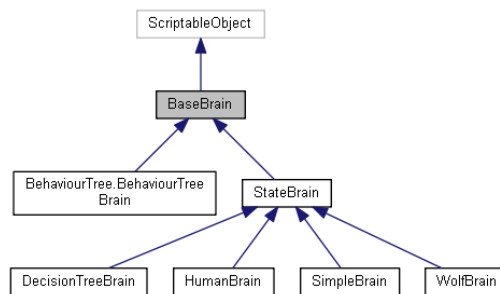 ScriptableObject
BaseBrain
BehaviourTree.BehaviourTree
Brain
StateBrain
DecisionTreeBrain
HumanBrain
SimpleBrain
WolfBrain